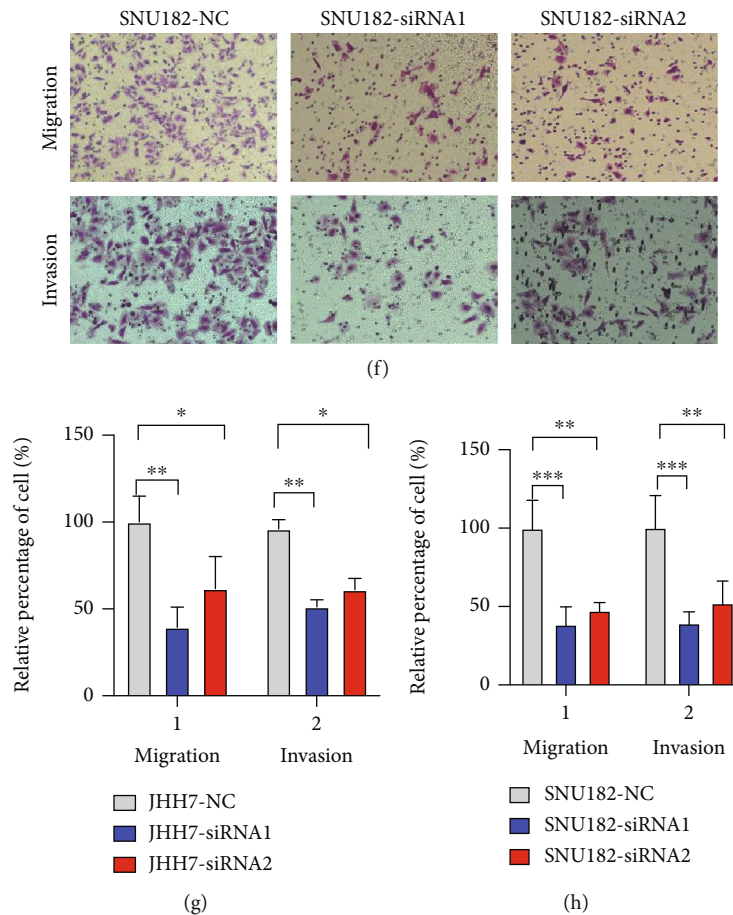 SNU182-NC SNU182-siRNA1 SNU182-siRNA2
Migration
Invasion
(f)
Relative percentage of cell (%)
150
100
50
0
*
**
*
**
1 2
Migration Invasion
JHH7-NC
JHH7-siRNA1
JHH7-siRNA2
(g)
Relative percentage of cell (%)
150
100
50
0
**
***
**
***
1 2
Migration Invasion
SNU182-NC
SNU182-siRNA1
SNU182-siRNA2
(h)